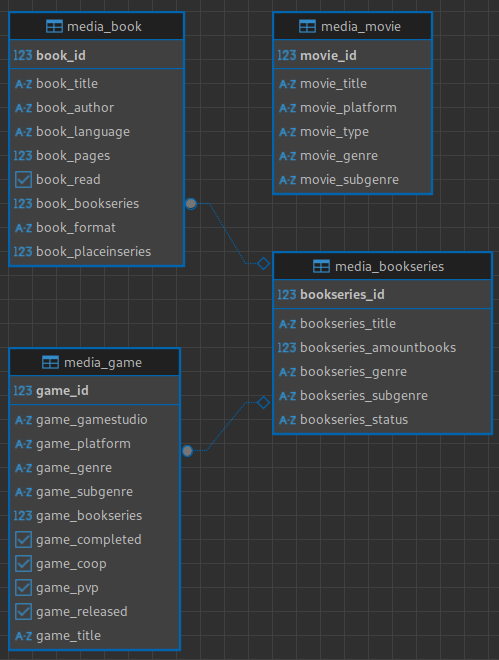 media_book
123 book_id
A-Z book_title
A-Z book_author
A-Z book_language
123 book_pages
book_read
123 book_bookseries
A-Z book_format
123 book_placeinseries
media_movie
123 movie_id
A-Z movie_title
A-Z movie_platform
A-Z movie_type
A-Z movie_genre
A-Z movie_subgenre
media_bookseries
123 bookseries_id
A-Z bookseries_title
123 bookseries_amountbooks
A-Z bookseries_genre
A-Z bookseries_subgenre
A-Z bookseries_status
media_game
123 game_id
A-Z game_gamestudio
A-Z game_platform
A-Z game_genre
A-Z game_subgenre
123 game_bookseries
game_completed
game_coop
game_pvp
game_released
A-Z game_title